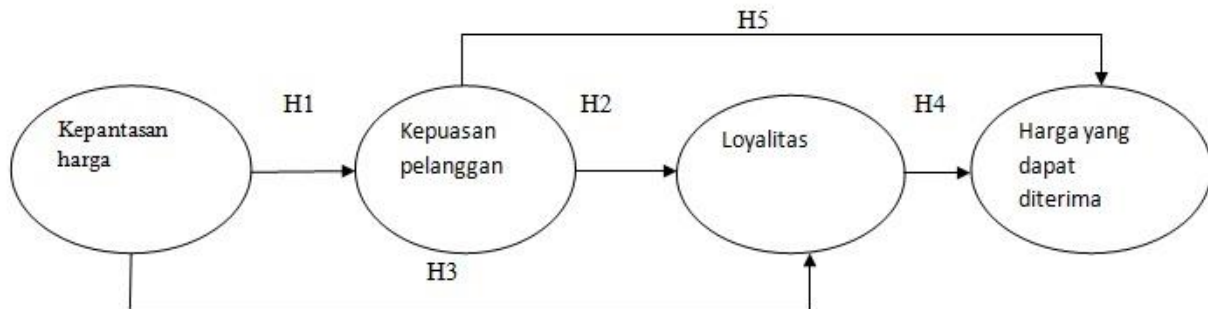 H5
H1
H2
H4
Kepantasan
harga
Kepuasan
pelanggan
Loyalitas
Harga yang
dapat
diterima
H3